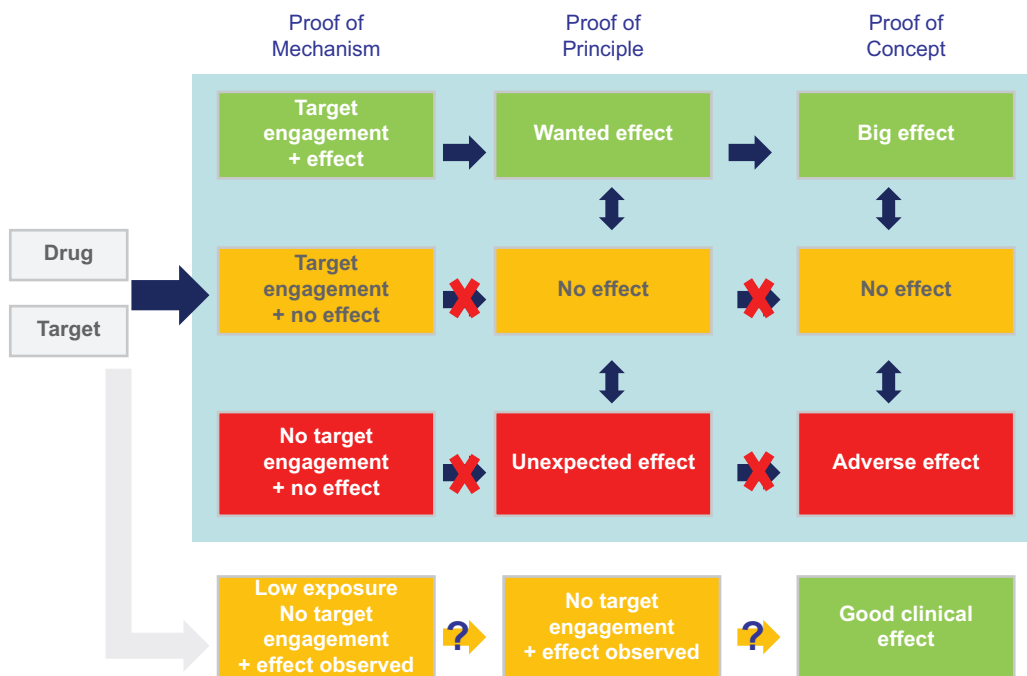 Proof of
Mechanism
Proof of
Principle
Proof of
Concept
Target
engagement
+ effect
Wanted effect
Big effect
Drug
Target
Target
engagement
+ no effect
No effect
No effect
No target
engagement
+ no effect
Unexpected effect
Adverse effect
Low exposure
No target
engagement
+ effect observed
?
No target
engagement
+ effect observed
?
Good clinical
effect